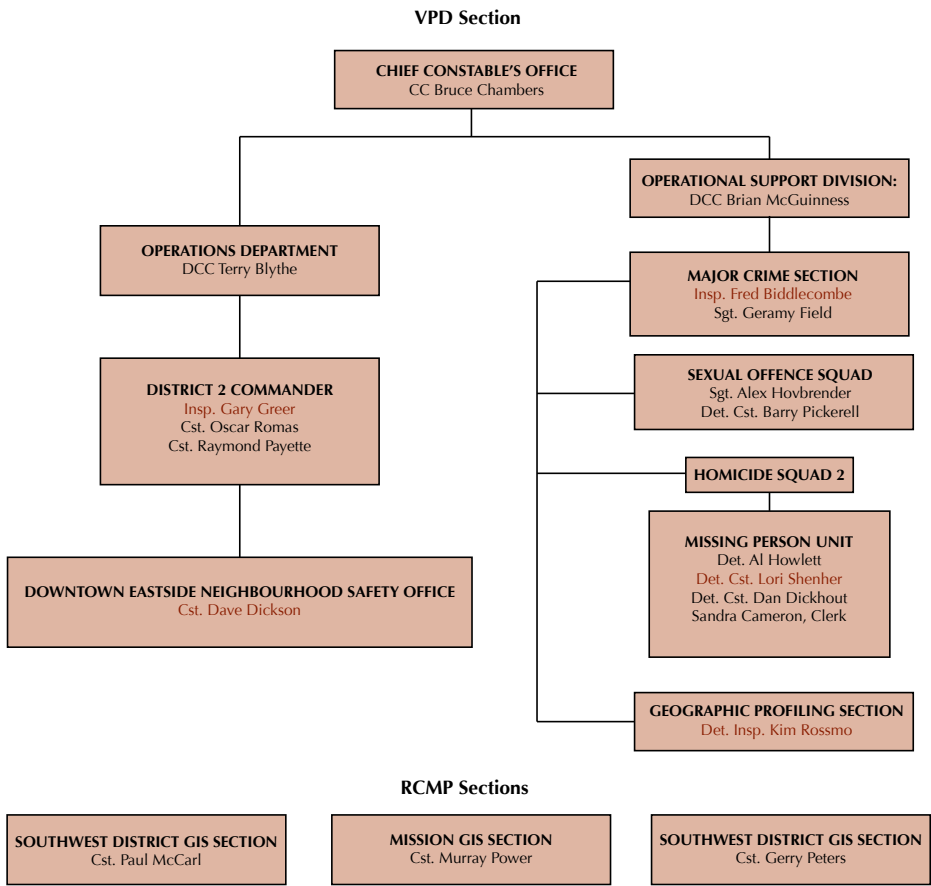 VPD Section
CHIEF CONSTABLE'S OFFICE
CC Bruce Chambers
OPERATIONS DEPARTMENT
DCC Terry Blythe
DISTRICT 2 COMMANDER
Insp. Gary Greer
Cst. Oscar Romas
Cst. Raymond Payette
DOWNTOWN EASTSIDE NEIGHBOURHOOD SAFETY OFFICE
Cst. Dave Dickson
OPERATIONAL SUPPORT DIVISION:
DCC Brian McGuinness
MAJOR CRIME SECTION
Insp. Fred Biddlecombe
Sgt. Geramy Field
SEXUAL OFFENCE SQUAD
Sgt. Alex Hovbrender
Det. Cst. Barry Pickerell
HOMICIDE SQUAD 2
MISSING PERSON UNIT
Det. Al Howlett
Det. Cst. Lori Shenher
Det. Cst. Dan Dickhout
Sandra Cameron, Clerk
GEOGRAPHIC PROFILING SECTION
Det. Insp. Kim Rossmo
RCMP Sections
SOUTHWEST DISTRICT GIS SECTION
Cst. Paul McCarl
MISSION GIS SECTION
Cst. Murray Power
SOUTHWEST DISTRICT GIS SECTION
Cst. Gerry Peters